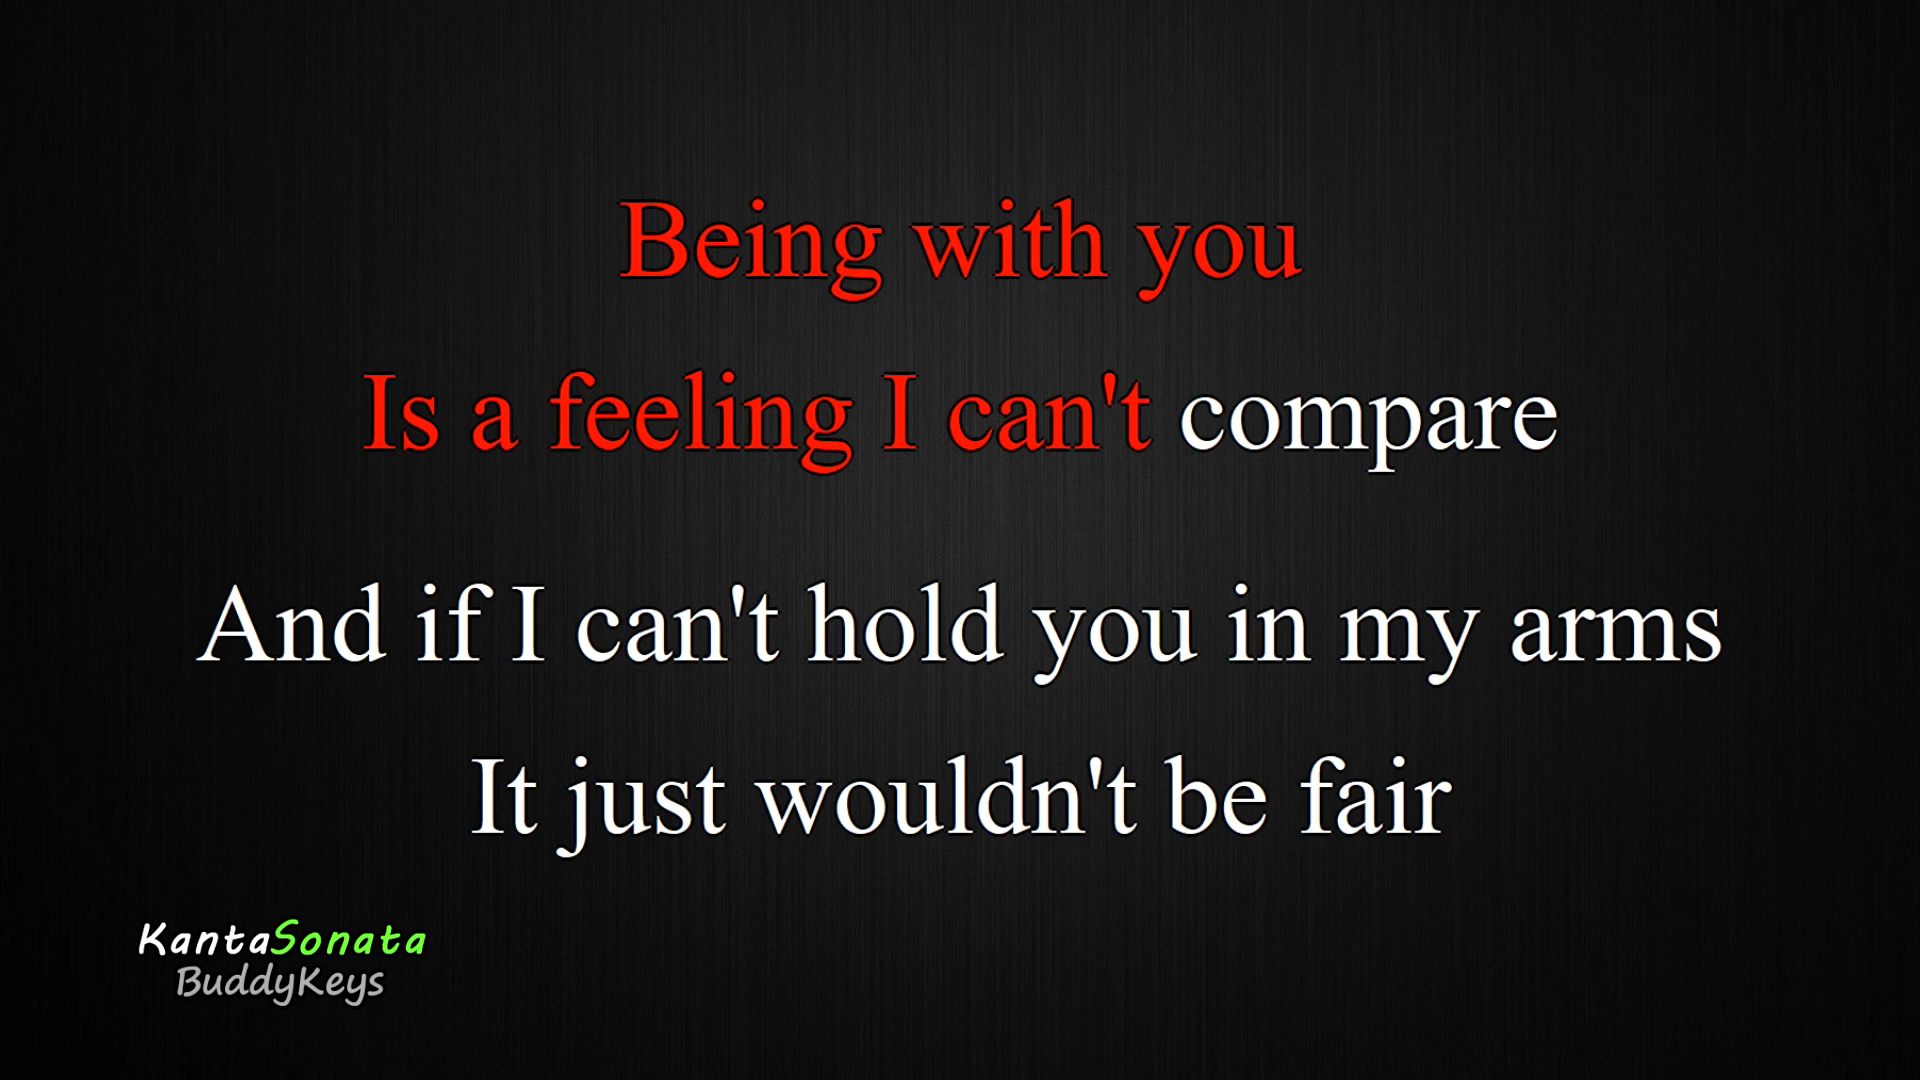 Being with you
Is a feeling I can't compare
And if I can't hold you in my arms
It just wouldn't be fair
KantaSonata
BuddyKeys